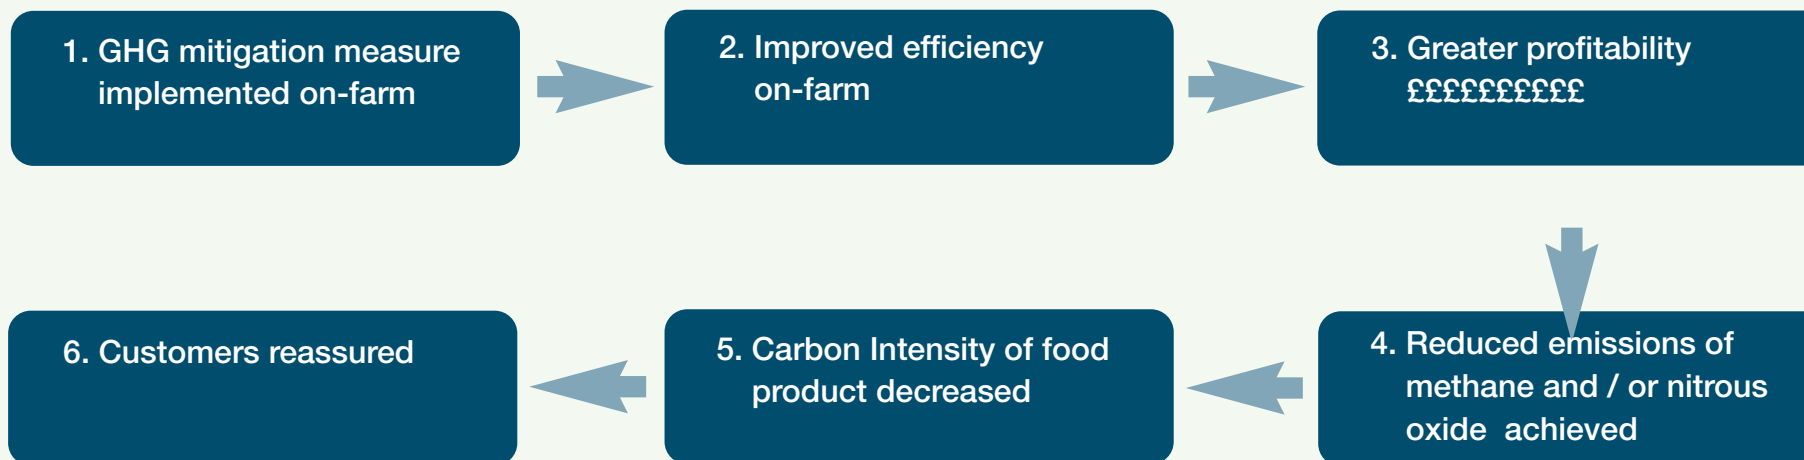 1. GHG mitigation measure
implemented on-farm
2. Improved efficiency
on-farm
3. Greater profitability
££££££££££
4. Reduced emissions of
methane and / or nitrous
oxide  achieved
5. Carbon Intensity of food
product decreased
6. Customers reassured